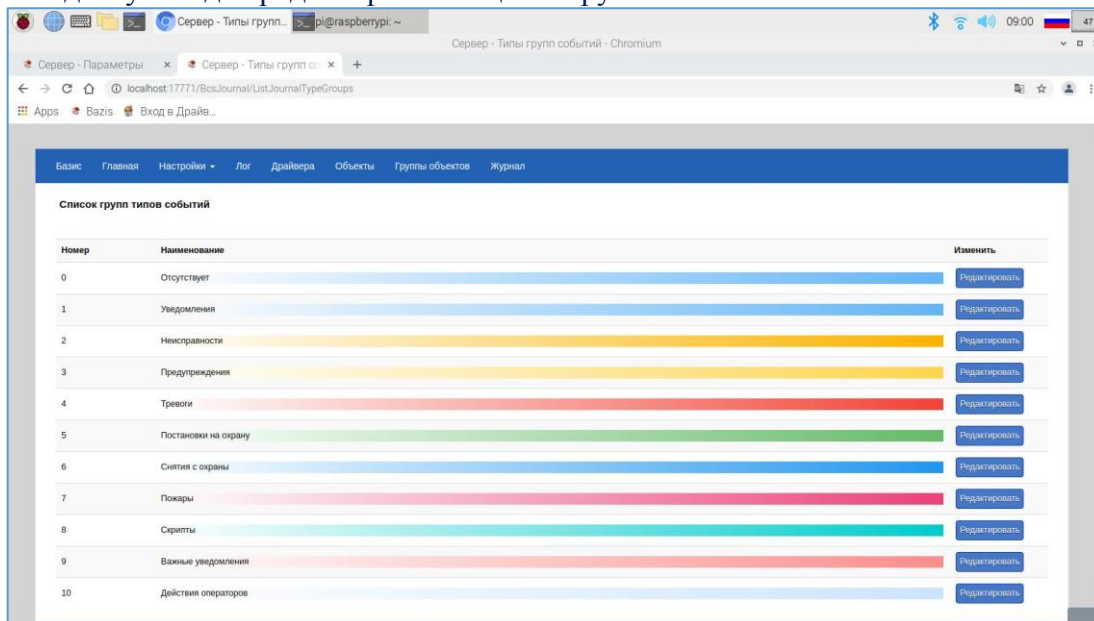 Сервер - Типы групп... pi@raspberrypi: ~ 09:00 47
Сервер - Типы групп событий - Chromium
Сервер - Параметры × Сервер - Типы групп со × +
localhost:17771/BcsJournal/ListJournalTypeGroups
Apps Bazis Вход в Драйв...
Базис Главная Настройки Лог Драйвера Объекты Группы объектов Журнал
Список групп типов событий
Номер Наименование Изменить
0 Отсутствует Редактировать
1 Уведомления Редактировать
2 Неисправности Редактировать
3 Предупреждения Редактировать
4 Тревоги Редактировать
5 Постановки на охрану Редактировать
6 Снятия с охраны Редактировать
7 Пожары Редактировать
8 Скрипты Редактировать
9 Важные уведомления Редактировать
10 Действия операторов Редактировать